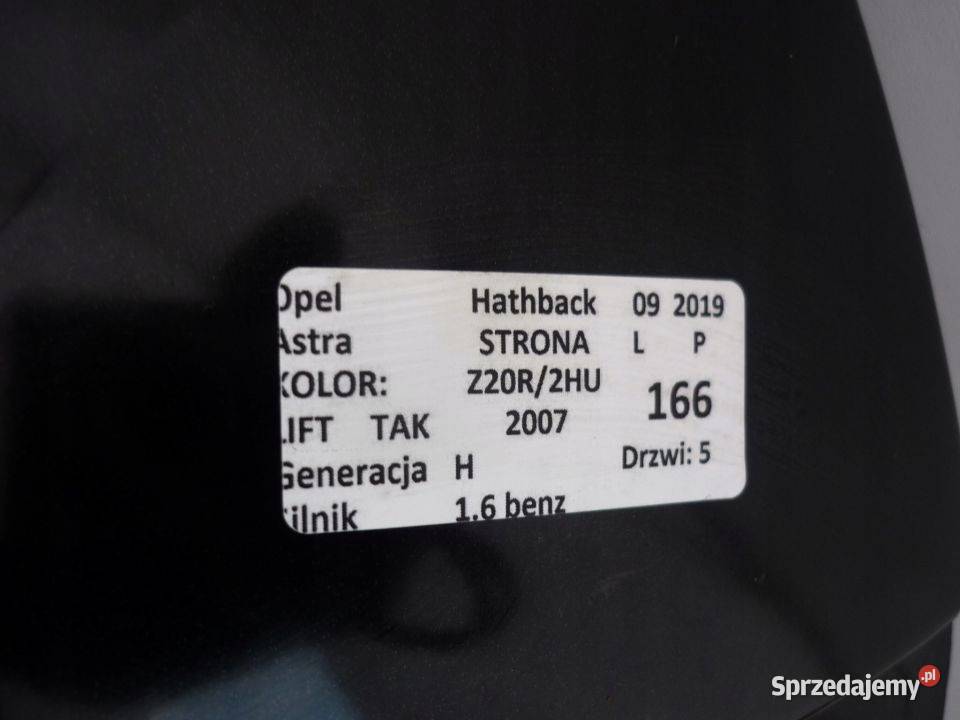 Opel Hathback 09 2019
Astra STRONA L P
KOLOR: Z20R/2HU 166
LIFT TAK 2007
Generacja H Drzwi: 5
Silnik 1.6 benz
Sprzedajemy.pl